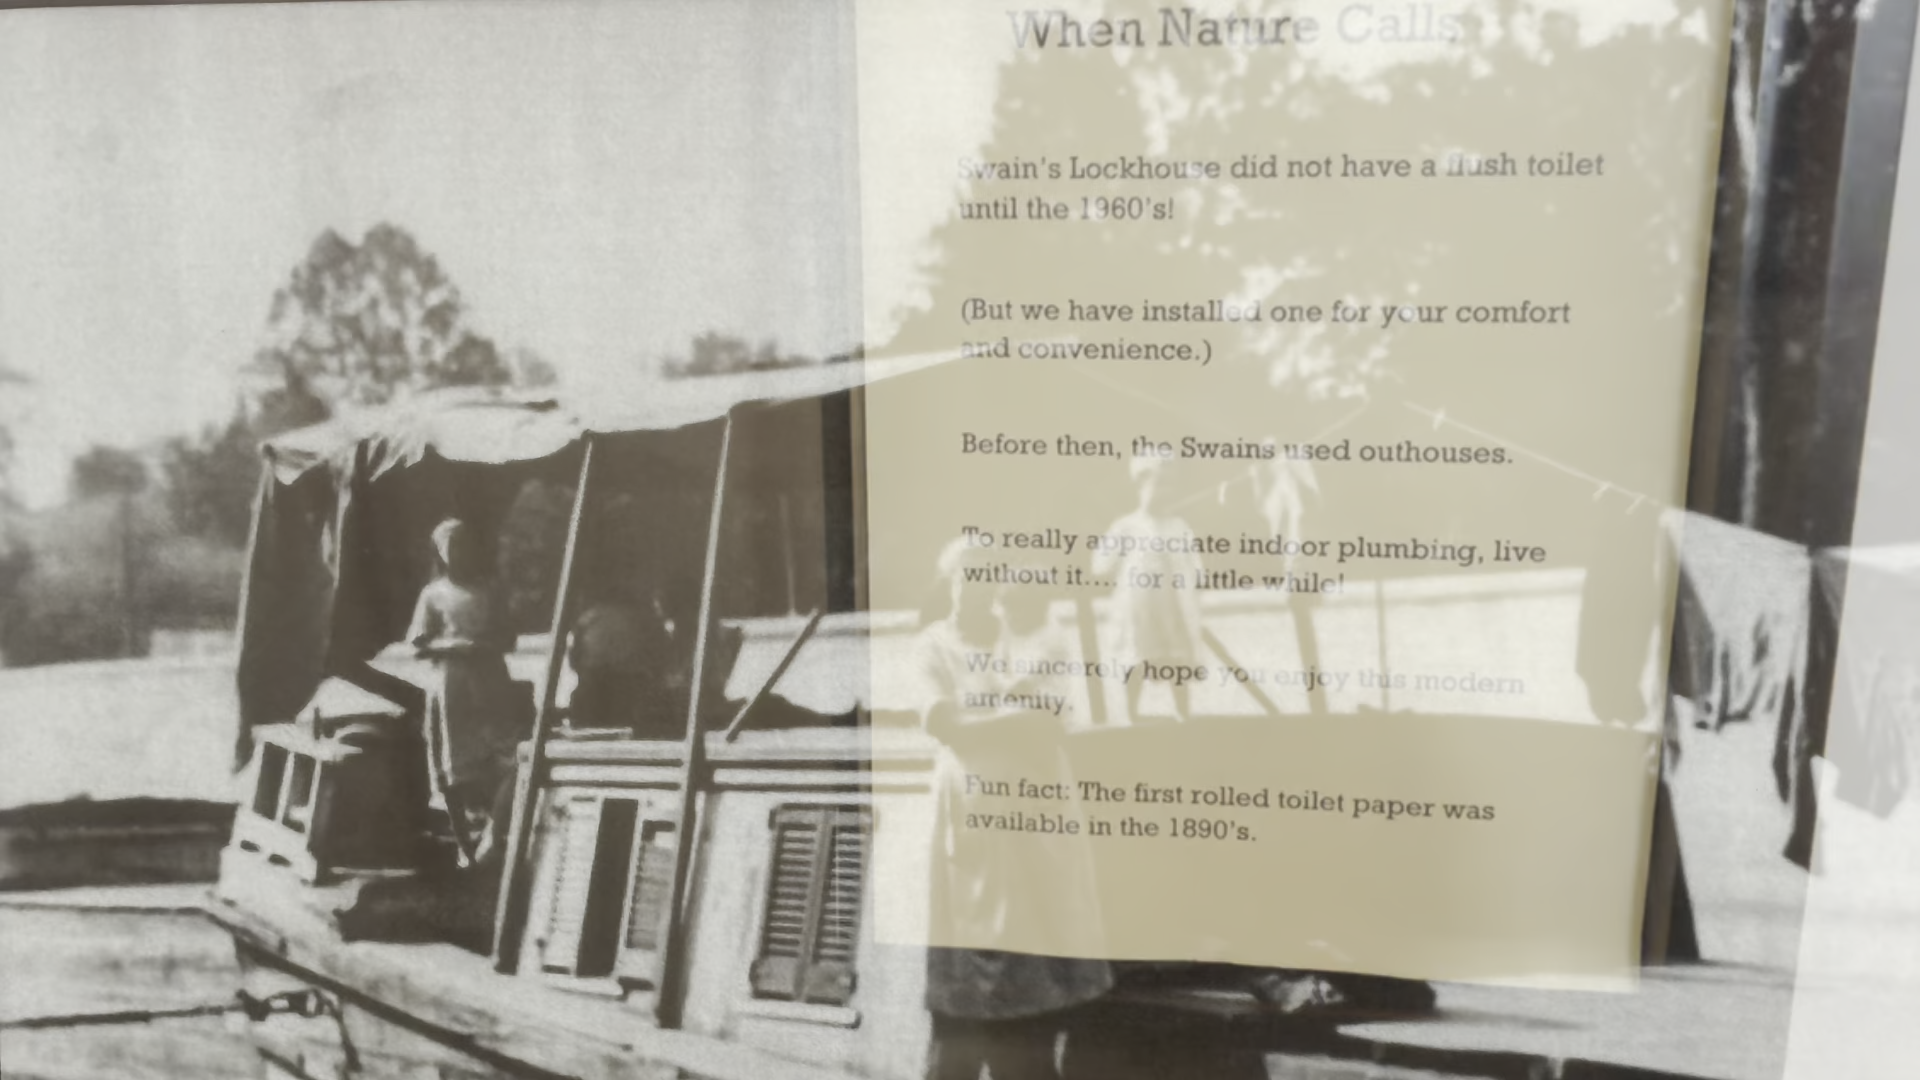 When Nature Calls
Swain's Lockhouse did not have a flush toilet
until the 1960's!
(But we have installed one for your comfort
and convenience.)
Before then, the Swains used outhouses.
To really appreciate indoor plumbing, live
without it.... for a little while!
We sincerely hope you enjoy this modern
amenity.
Fun fact: The first rolled toilet paper was
available in the 1890's.